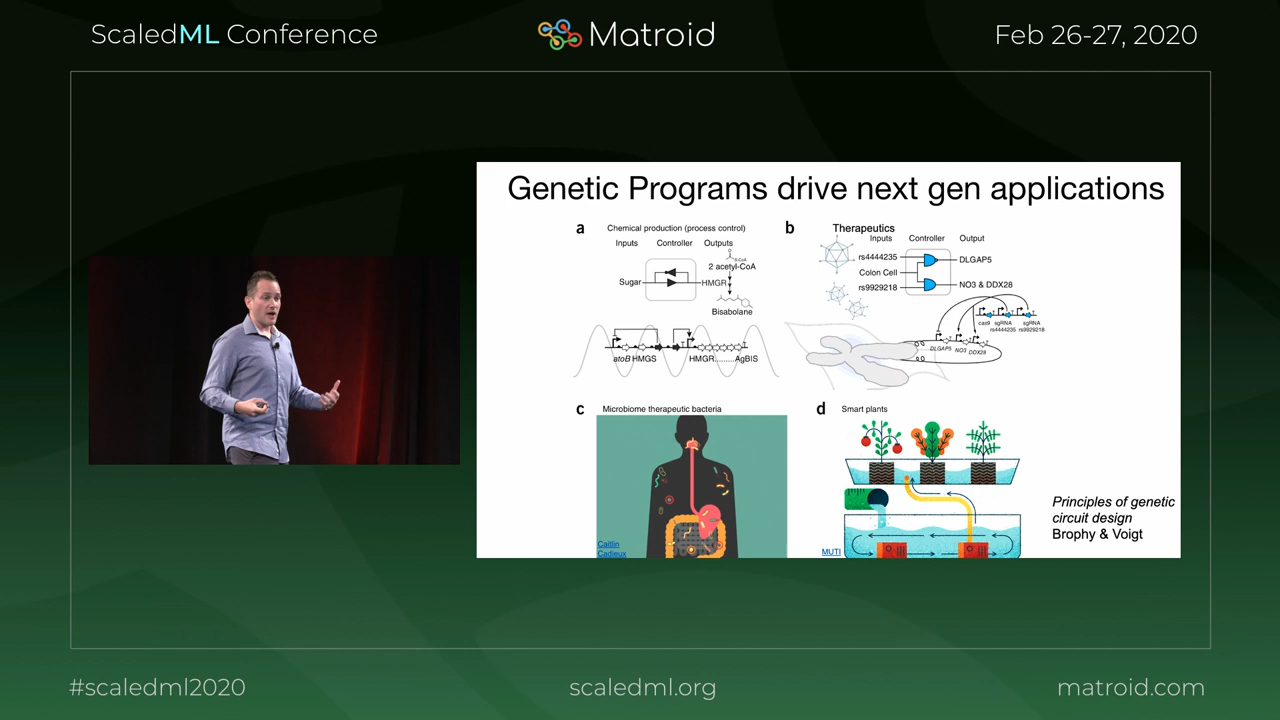 ScaledML Conference
Matroid
Feb 26-27, 2020
Genetic Programs drive next gen applications
a
Chemical production (process control)
Inputs Controller Outputs
S-CoA
2 acetyl-CoA
Sugar
HMGR
Bisabolane
atoB HMGS
HMGR.........AgBIS
b
Therapeutics
Inputs Controller Output
rs4444235
DLGAP5
Colon Cell
rs9929218
NO3 & DDX28
cas9 sgRNA sgRNA
rs4444235 rs9929218
DLGAP5 NO3 DDX28
c
Microbiome therapeutic bacteria
Caitlin
Cadieux
d
Smart plants
MUTI
Principles of genetic
circuit design
Brophy & Voigt
#scaledml2020
scaledml.org
matroid.com